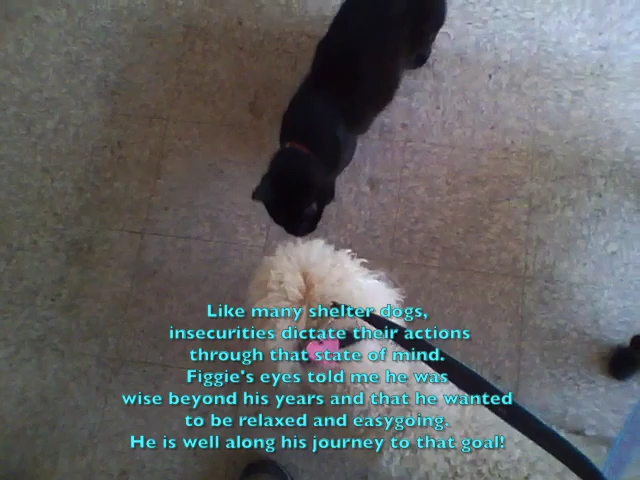 Like many shelter dogs,
insecurities dictate their actions
through that state of mind.
Figgie's eyes told me he was
wise beyond his years and that he wanted
to be relaxed and easygoing.
He is well along his journey to that goal!